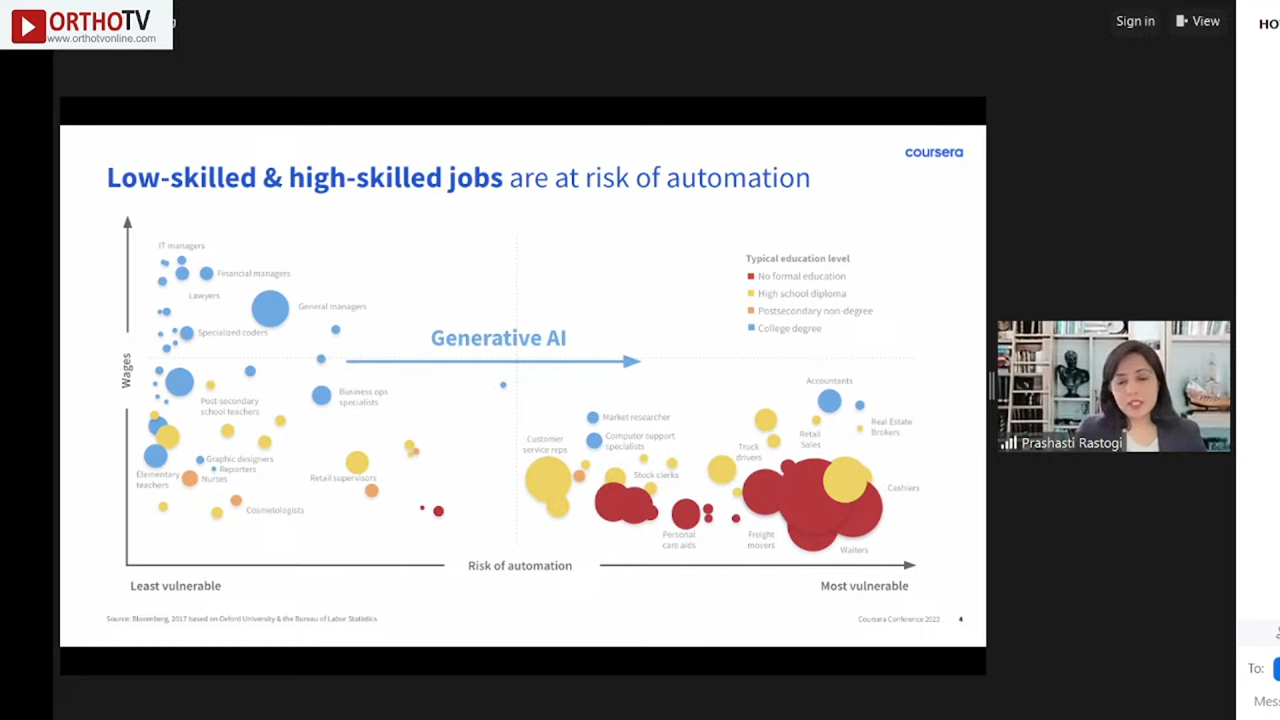 ORTHOTV
www.orthotvonline.com
Sign in
View
coursera
Low-skilled & high-skilled jobs are at risk of automation
IT managers
Financial managers
Lawyers
General managers
Specialized coders
Typical education level
No formal education
High school diploma
Postsecondary non-degree
College degree
Generative AI
Wages
Business ops
specialists
Post-secondary
school teachers
Accountants
Real Estate
Brokers
Market researcher
Computer support
specialists
Customer
service reps
Truck
drivers
Retail
Sales
Graphic designers
Reporters
Elementary
teachers
Nurses
Retail supervisors
Stock clerks
Cashiers
Cosmetologists
Personal
care aids
Freight
movers
Waiters
Risk of automation
Least vulnerable
Most vulnerable
Source: Bloomberg, 2017 based on Oxford University & the Bureau of Labor Statistics
Coursera Conference 2023
4
Prashasti Rastogi
To: